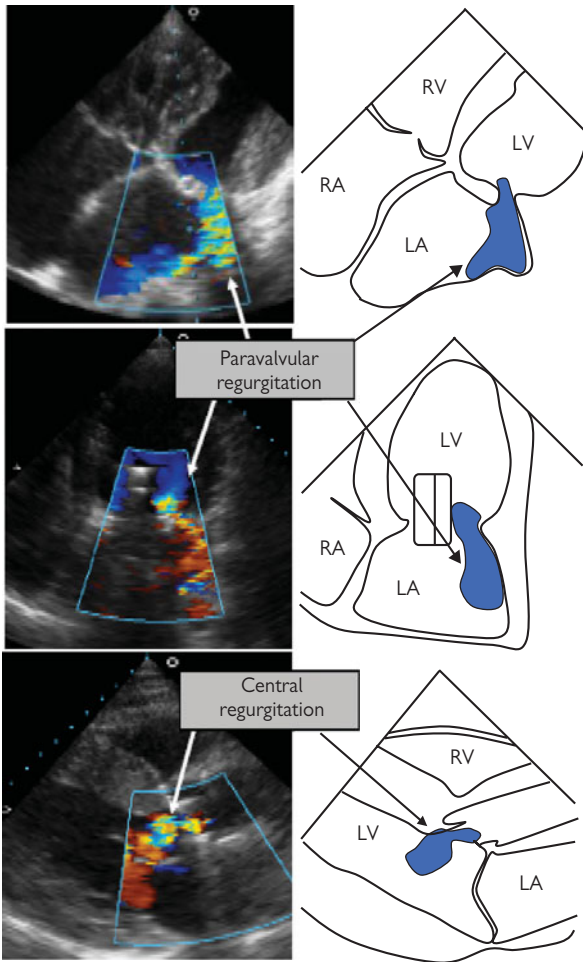 RV
LV
RA
LA
Paravalvular
regurgitation
LV
RA
LA
Central
regurgitation
RV
LV
LA